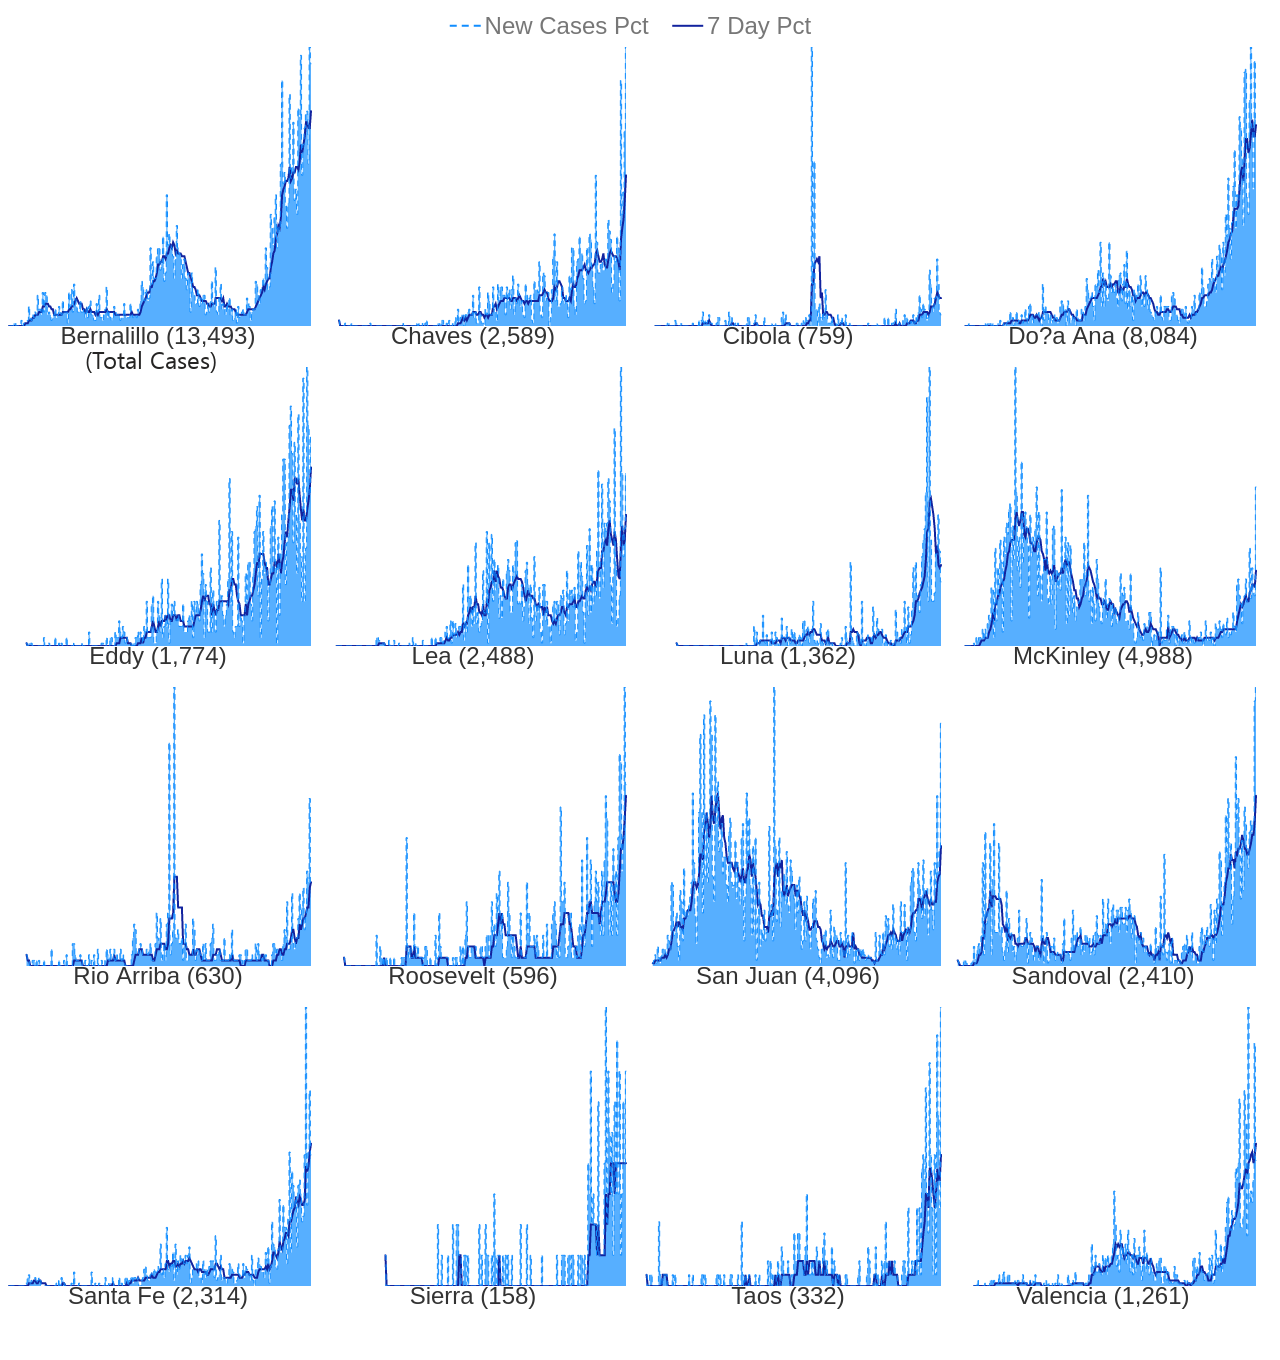 New Cases Pct 7 Day Pct
Bernalillo (13,493) Chaves (2,589) Cibola (759) Do?a Ana (8,084)
(Total Cases)
Eddy (1,774) Lea (2,488) Luna (1,362) McKinley (4,988)
Rio Arriba (630) Roosevelt (596) San Juan (4,096) Sandoval (2,410)
Santa Fe (2,314) Sierra (158) Taos (332) Valencia (1,261)